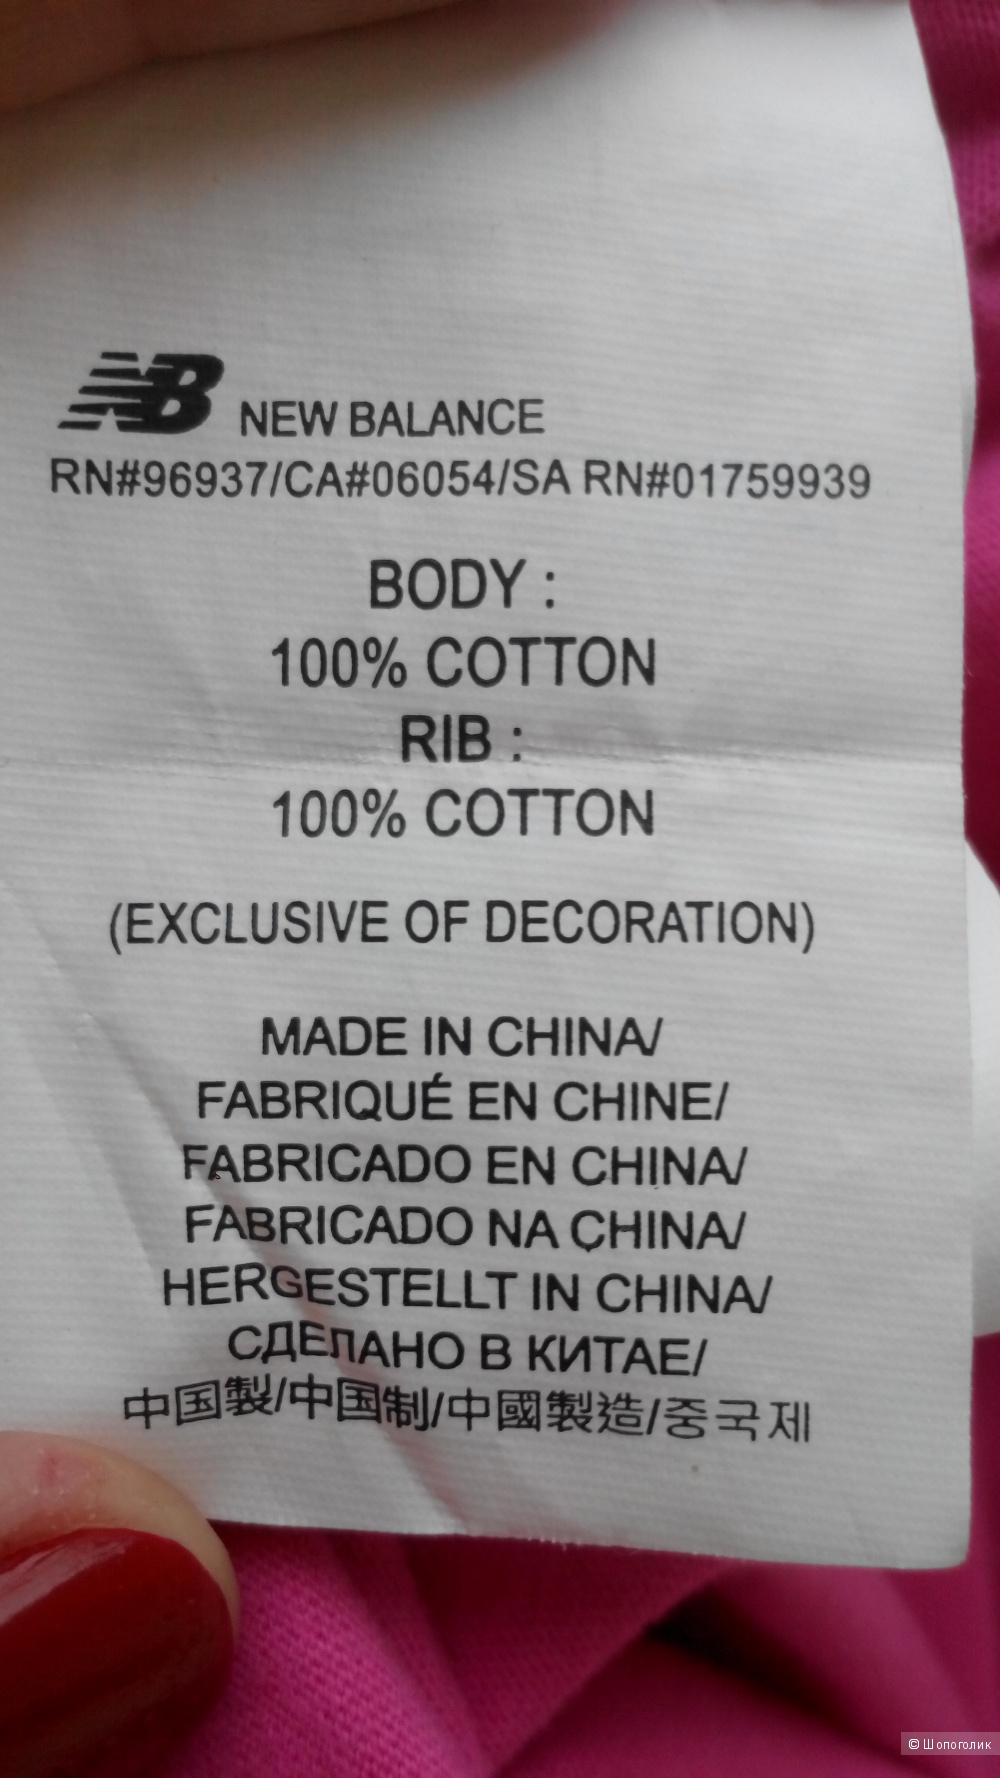 NB NEW BALANCE
RN#96937/CA#06054/SA RN#01759939
BODY :
100% COTTON
RIB :
100% COTTON
(EXCLUSIVE OF DECORATION)
MADE IN CHINA/
FABRIQUÉ EN CHINE/
FABRICADO EN CHINA/
FABRICADO NA CHINA/
HERGESTELLT IN CHINA/
СДЕЛАНО В КИТАЕ/
中国製/中国制/中國製造/중국제
© Шопоголик